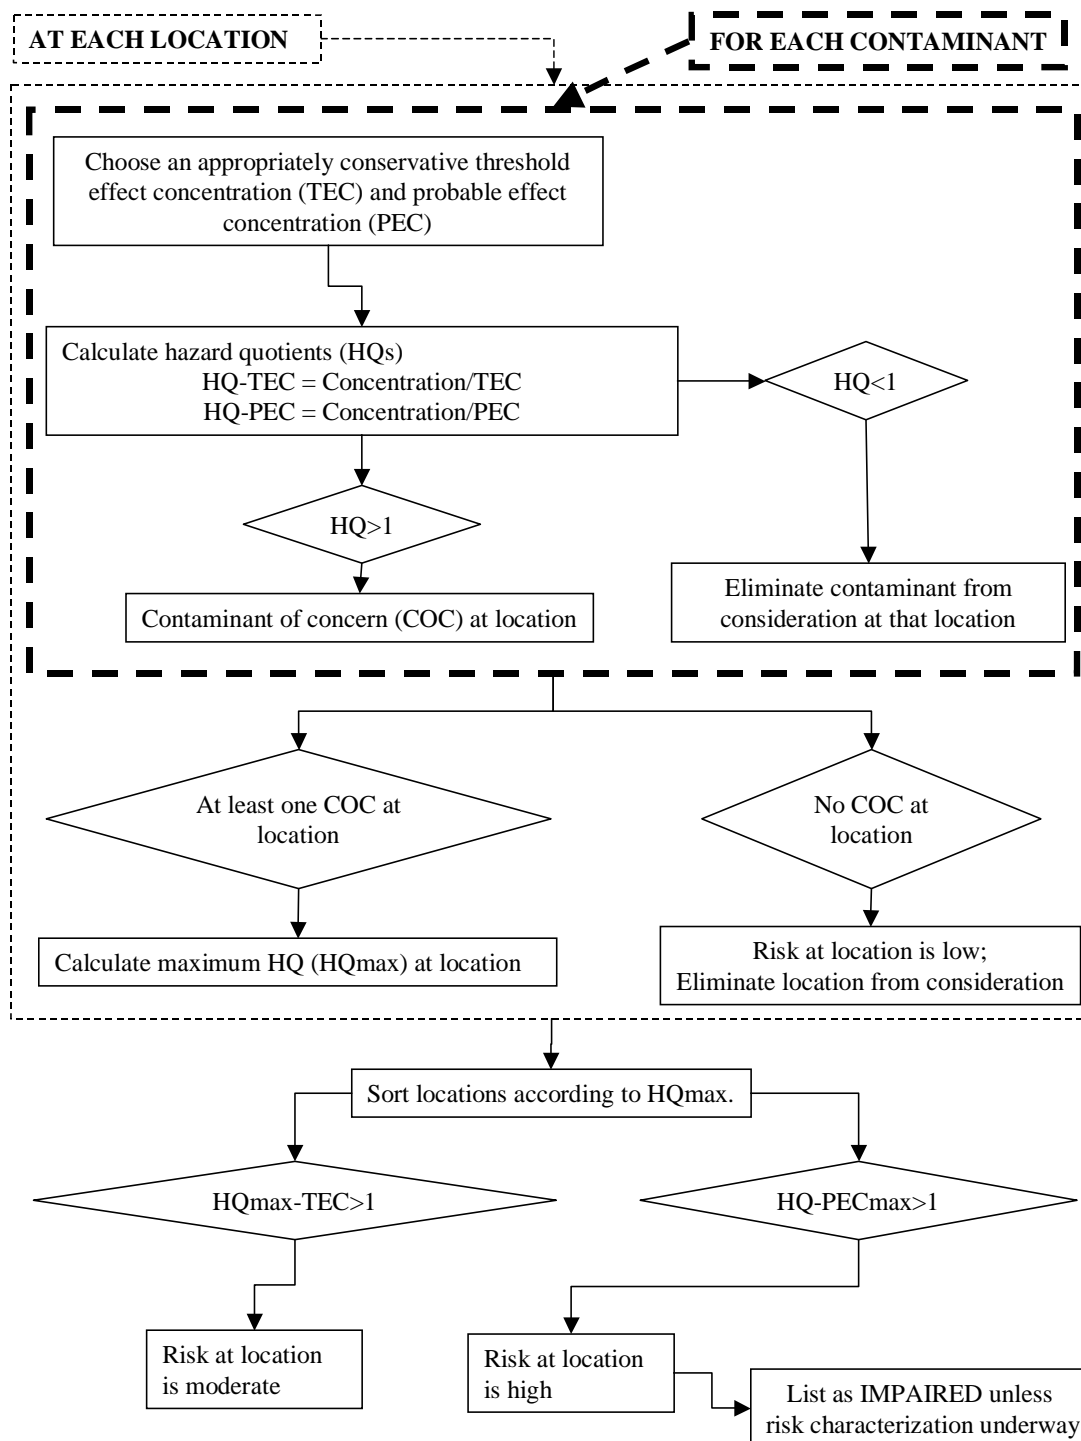 AT EACH LOCATION
FOR EACH CONTAMINANT
Choose an appropriately conservative threshold
effect concentration (TEC) and probable effect
concentration (PEC)
Calculate hazard quotients (HQs)
HQ-TEC = Concentration/TEC
HQ-PEC = Concentration/PEC
HQ<1
HQ>1
Eliminate contaminant from
consideration at that location
Contaminant of concern (COC) at location
At least one COC at
location
No COC at
location
Calculate maximum HQ (HQmax) at location
Risk at location is low;
Eliminate location from consideration
Sort locations according to HQmax.
HQmax-TEC>1
HQ-PECmax>1
Risk at location
is moderate
Risk at location
is high
List as IMPAIRED unless
risk characterization underway